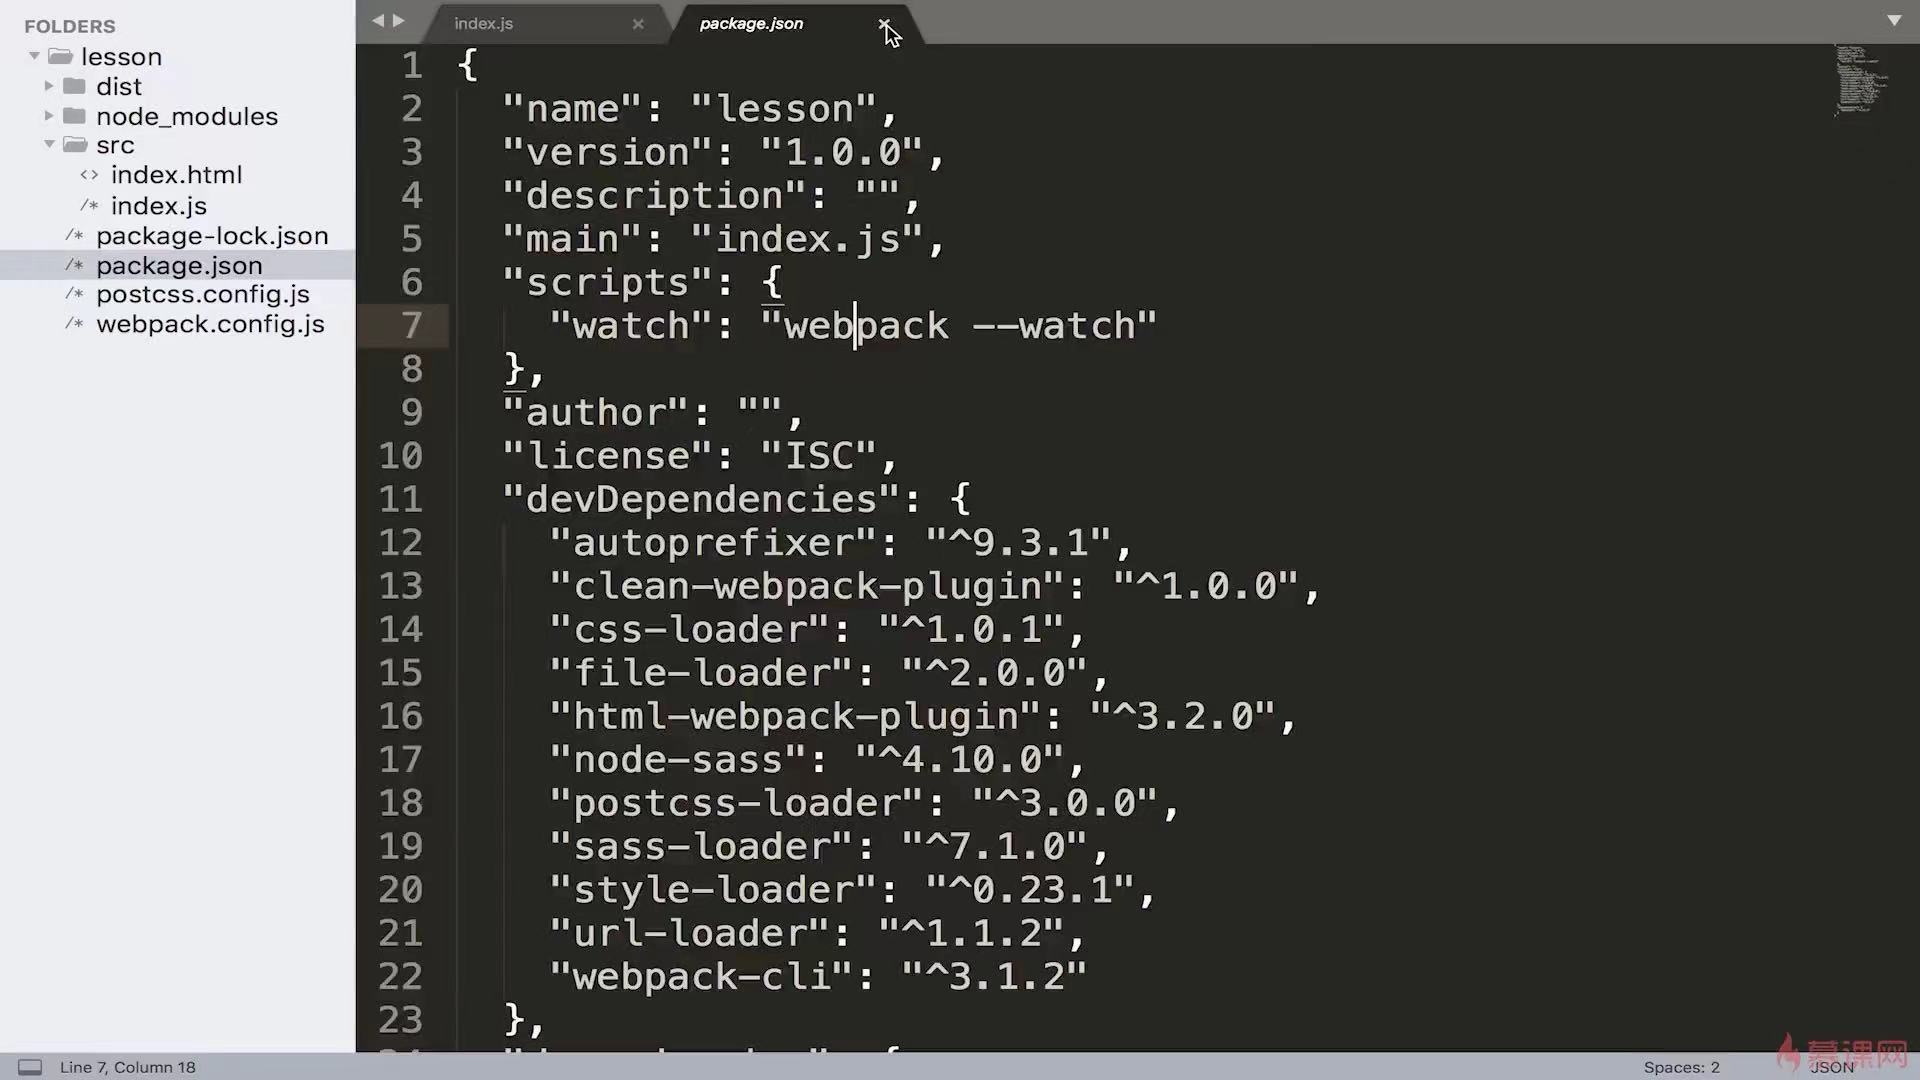 FOLDERS
lesson
dist
node_modules
src
<> index.html
/* index.js
/* package-lock.json
/* package.json
/* postcss.config.js
/* webpack.config.js
index.js ×
package.json ×
1 {
2 "name": "lesson",
3 "version": "1.0.0",
4 "description": "",
5 "main": "index.js",
6 "scripts": {
7 "watch": "webpack --watch"
8 },
9 "author": "",
10 "license": "ISC",
11 "devDependencies": {
12 "autoprefixer": "^9.3.1",
13 "clean-webpack-plugin": "^1.0.0",
14 "css-loader": "^1.0.1",
15 "file-loader": "^2.0.0",
16 "html-webpack-plugin": "^3.2.0",
17 "node-sass": "^4.10.0",
18 "postcss-loader": "^3.0.0",
19 "sass-loader": "^7.1.0",
20 "style-loader": "^0.23.1",
21 "url-loader": "^1.1.2",
22 "webpack-cli": "^3.1.2"
23 },
Line 7, Column 18
Spaces: 2
JSON
慕课网